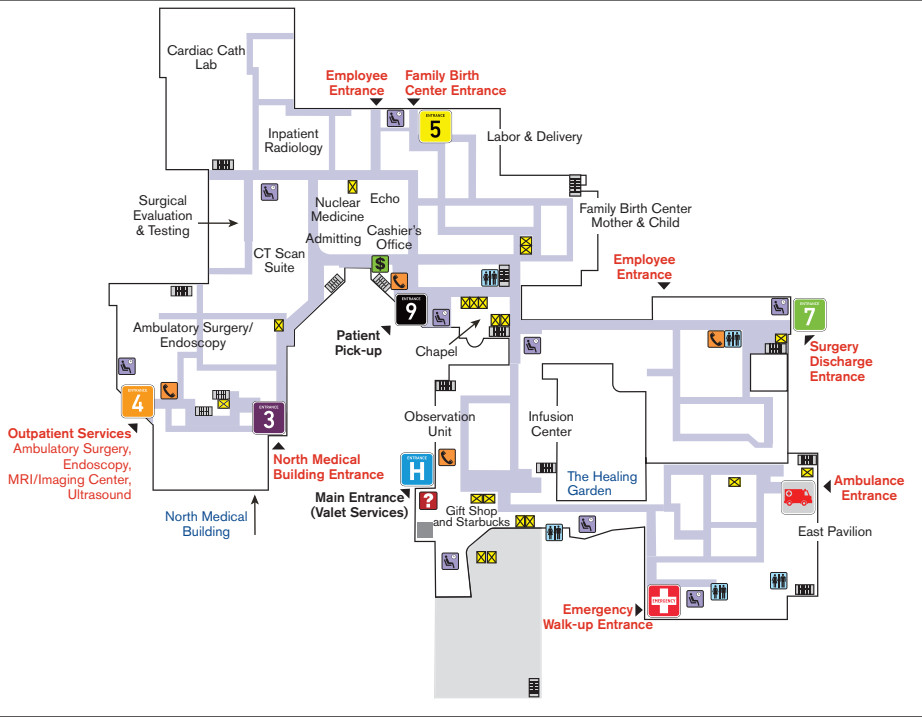 Cardiac Cath
Lab
Employee
Entrance
Family Birth
Center Entrance
ENTRANCE
5
Inpatient
Radiology
Labor & Delivery
Surgical
Evaluation
& Testing
Nuclear
Medicine
Echo
Admitting
Cashier's
Office
CT Scan
Suite
$
Family Birth Center
Mother & Child
Employee
Entrance
ENTRANCE
9
Patient
Pick-up
Chapel
ENTRANCE
7
Surgery
Discharge
Entrance
Ambulatory Surgery/
Endoscopy
ENTRANCE
4
ENTRANCE
3
Outpatient Services
Ambulatory Surgery,
Endoscopy,
MRI/Imaging Center,
Ultrasound
North Medical
Building Entrance
North Medical
Building
Observation
Unit
Infusion
Center
The Healing
Garden
ENTRANCE
H
Main Entrance
(Valet Services)
?
Gift Shop
and Starbucks
Ambulance
Entrance
East Pavilion
EMERGENCY
Emergency
Walk-up Entrance